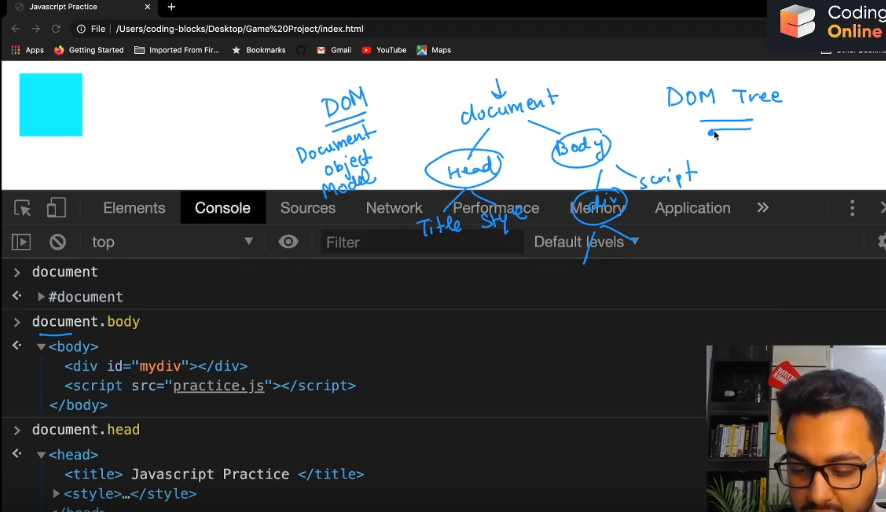 Javascript Practice
Coding
Online
File
/Users/coding-blocks/Desktop/Game%20Project/index.html
Apps
Getting Started
Imported From Fir...
Bookmarks
Gmail
YouTube
Maps
DOM
Document
object
Model
document
Head
Body
Title
Style
div
script
DOM Tree
Elements
Console
Sources
Network
Performance
Memory
Application
top
Filter
Default levels
document
#document
document.body
<body>
<div id="mydiv"></div>
<script src="practice.js"></script>
</body>
document.head
<head>
<title> Javascript Practice </title>
<style>…</style>